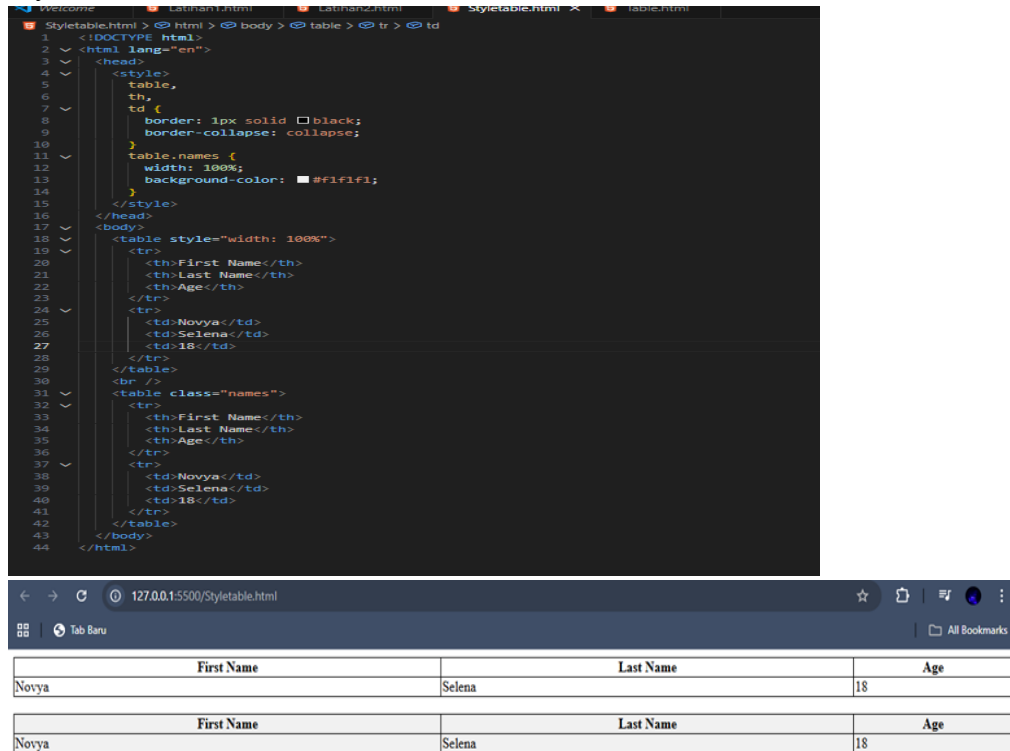 Welcome Latihan1.html Latihan2.html Styletable.html × Table.html
Styletable.html > html > body > table > tr > td
1 <!DOCTYPE html>
2 <html lang="en">
3 <head>
4 <style>
5 table,
6 th,
7 td {
8 border: 1px solid black;
9 border-collapse: collapse;
10 }
11 table.names {
12 width: 100%;
13 background-color: #f1f1f1;
14 }
15 </style>
16 </head>
17 <body>
18 <table style="width: 100%">
19 <tr>
20 <th>First Name</th>
21 <th>Last Name</th>
22 <th>Age</th>
23 </tr>
24 <tr>
25 <td>Novya</td>
26 <td>Selena</td>
27 <td>18</td>
28 </tr>
29 </table>
30 <br />
31 <table class="names">
32 <tr>
33 <th>First Name</th>
34 <th>Last Name</th>
35 <th>Age</th>
36 </tr>
37 <tr>
38 <td>Novya</td>
39 <td>Selena</td>
40 <td>18</td>
41 </tr>
42 </table>
43 </body>
44 </html>
127.0.0.1:5500/Styletable.html
Tab Baru All Bookmarks
First Name Last Name Age
Novya Selena 18
First Name Last Name Age
Novya Selena 18